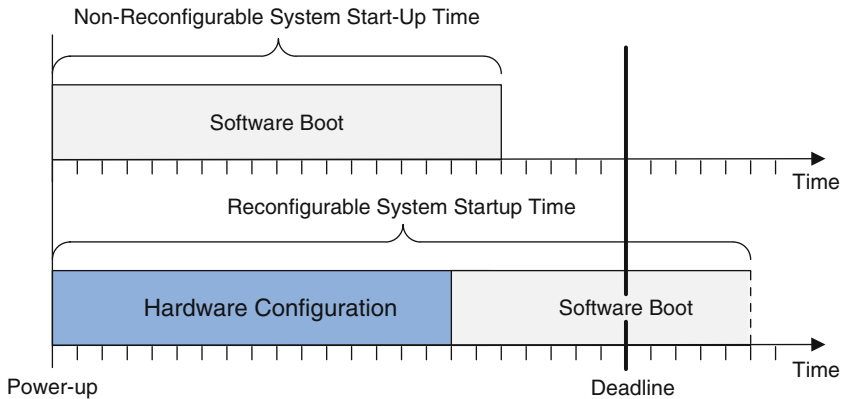 Non-Reconfigurable System Start-Up Time
Software Boot
Time
Reconfigurable System Startup Time
Hardware Configuration
Software Boot
Time
Power-up
Deadline